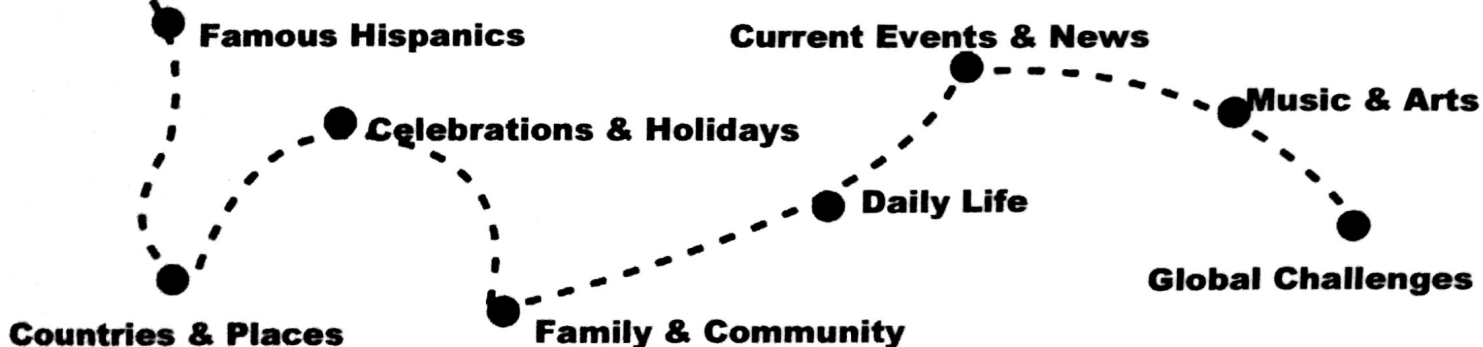 Famous Hispanics
Current Events & News
Music & Arts
Celebrations & Holidays
Daily Life
Global Challenges
Countries & Places
Family & Community